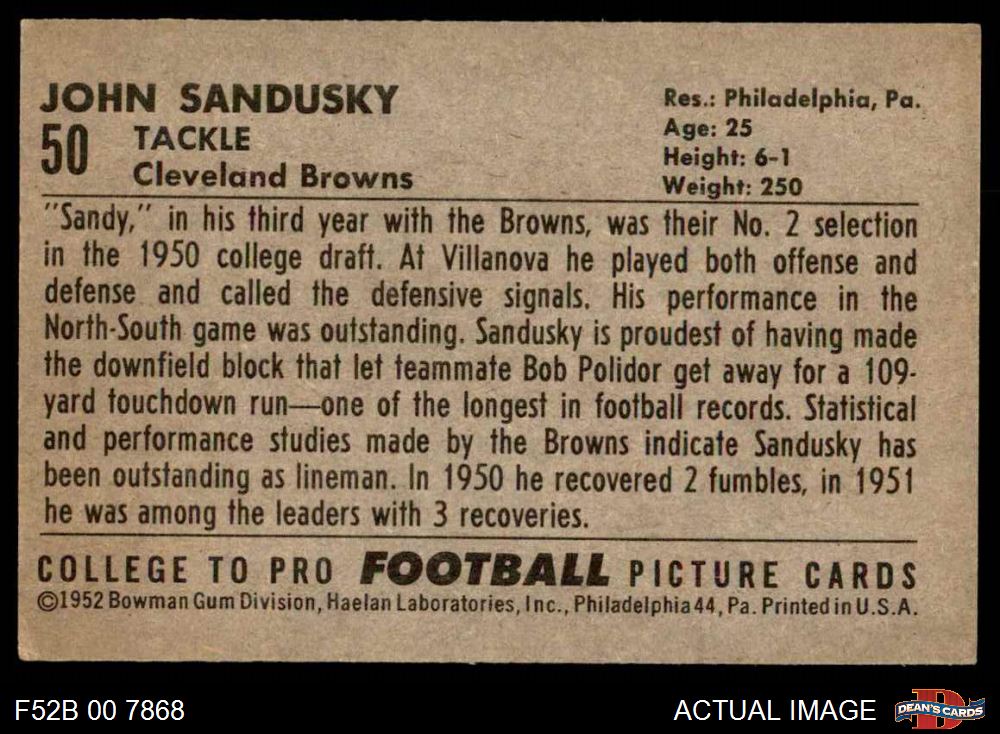 JOHN SANDUSKY
50 TACKLE
Cleveland Browns
Res.: Philadelphia, Pa.
Age: 25
Height: 6-1
Weight: 250
"Sandy," in his third year with the Browns, was their No. 2 selection
in the 1950 college draft. At Villanova he played both offense and
defense and called the defensive signals. His performance in the
North-South game was outstanding. Sandusky is proudest of having made
the downfield block that let teammate Bob Polidor get away for a 109-
yard touchdown run—one of the longest in football records. Statistical
and performance studies made by the Browns indicate Sandusky has
been outstanding as lineman. In 1950 he recovered 2 fumbles, in 1951
he was among the leaders with 3 recoveries.
COLLEGE TO PRO FOOTBALL PICTURE CARDS
©1952 Bowman Gum Division, Haelan Laboratories, Inc., Philadelphia 44, Pa. Printed in U.S.A.
F52B 00 7868
ACTUAL IMAGE
D
DEAN'S CARDS